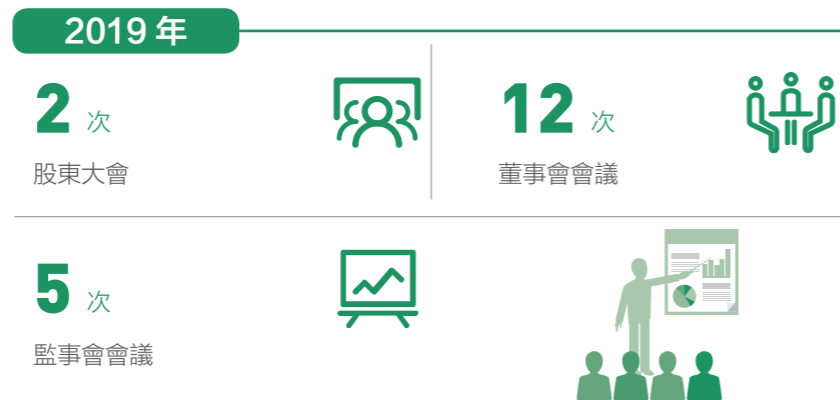 2019 年
2 次
股東大會
12 次
董事會會議
5 次
監事會會議